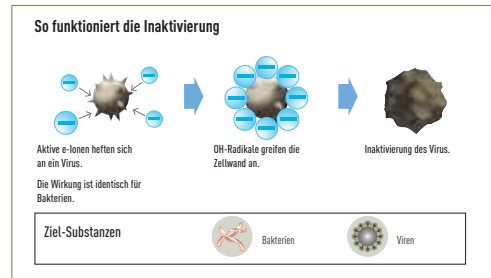 So funktioniert die Inaktivierung
Aktive e-Ionen heften sich
an ein Virus.
Die Wirkung ist identisch für
Bakterien.
OH-Radikale greifen die
Zellwand an.
Inaktivierung des Virus.
Ziel-Substanzen
Bakterien
Viren